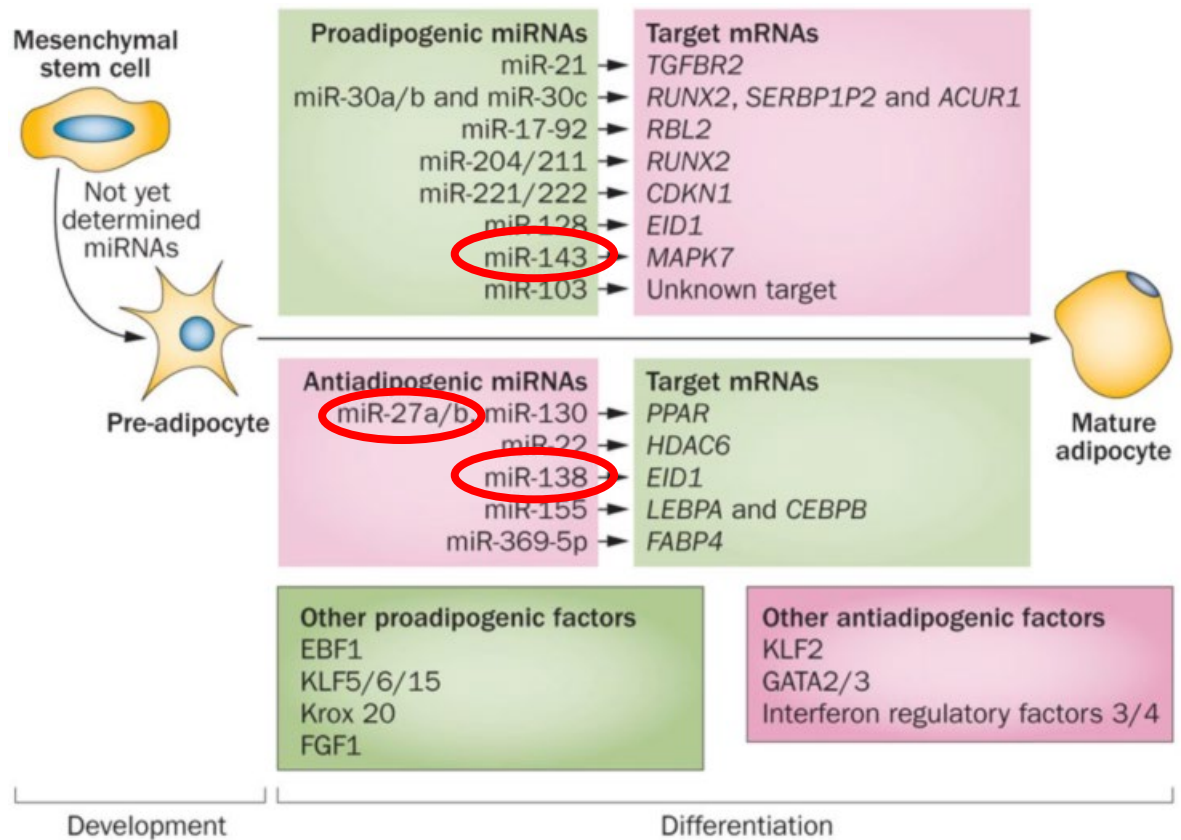 Mesenchymal
stem cell
Not yet
determined
miRNAs
Pre-adipocyte
Proadipogenic miRNAs
miR-21
miR-30a/b and miR-30c
miR-17-92
miR-204/211
miR-221/222
miR-128
miR-143
miR-103
Target mRNAs
TGFBR2
RUNX2, SERBP1P2 and ACUR1
RBL2
RUNX2
CDKN1
EID1
MAPK7
Unknown target
Antiadipogenic miRNAs
miR-27a/b, miR-130
miR-22
miR-138
miR-155
miR-369-5p
Target mRNAs
PPAR
HDAC6
EID1
LEBPA and CEBPB
FABP4
Mature
adipocyte
Other proadipogenic factors
EBF1
KLF5/6/15
Krox 20
FGF1
Other antiadipogenic factors
KLF2
GATA2/3
Interferon regulatory factors 3/4
Development
Differentiation